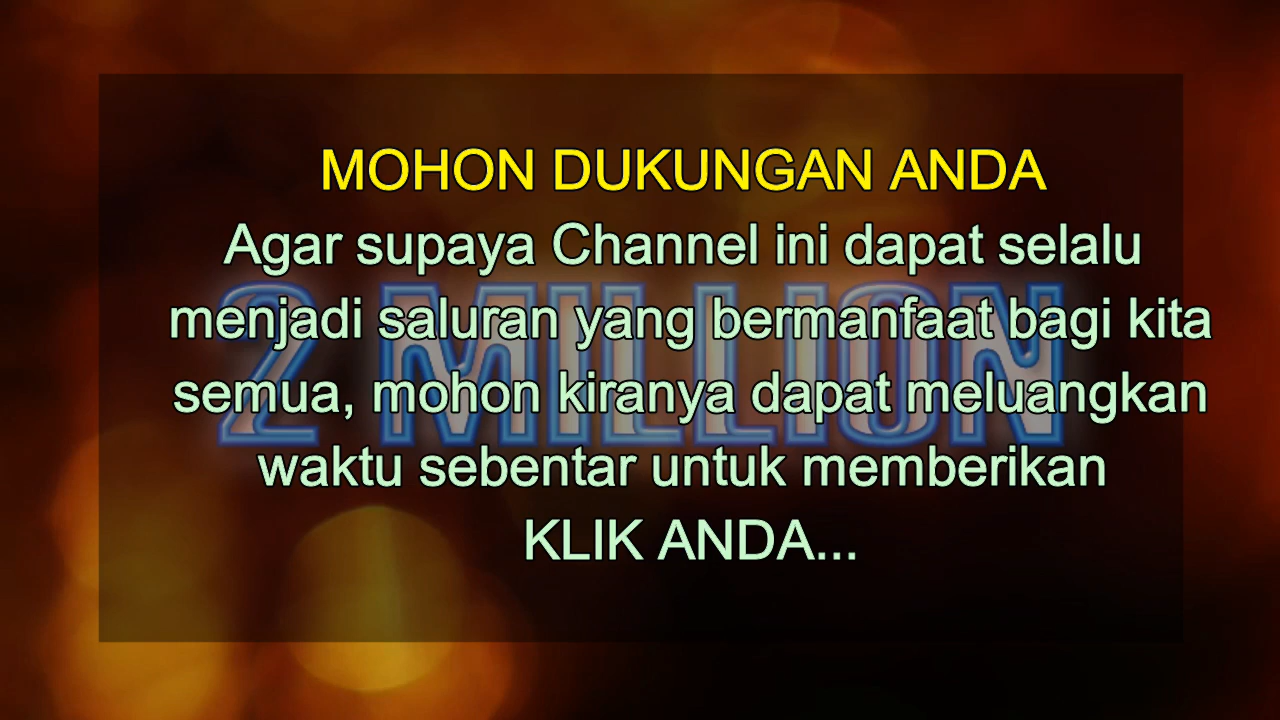 MOHON DUKUNGAN ANDA
Agar supaya Channel ini dapat selalu
menjadi saluran yang bermanfaat bagi kita
2 MILLION
semua, mohon kiranya dapat meluangkan
waktu sebentar untuk memberikan
KLIK ANDA...